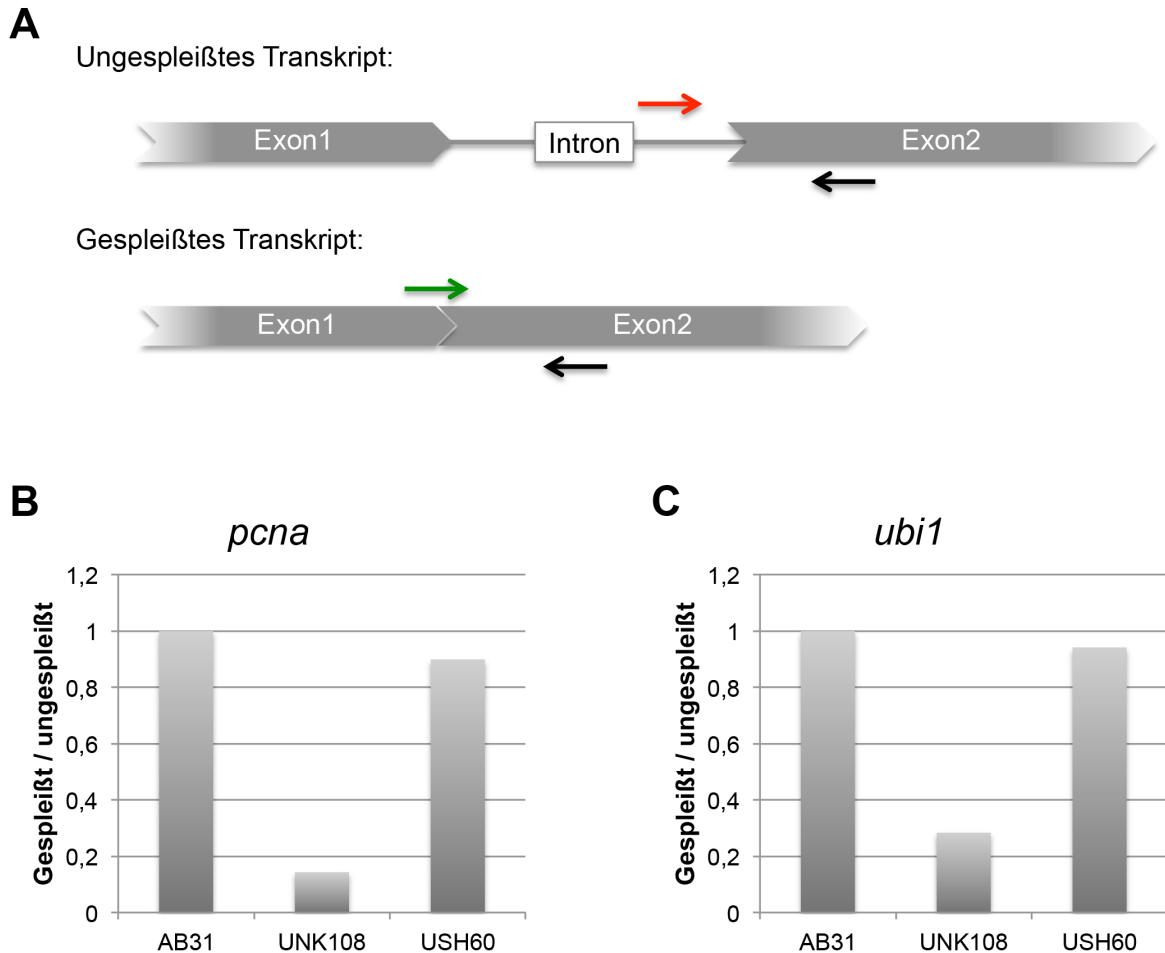 A
Ungespleißtes Transkript:
Exon1
Intron
Exon2
Gespleißtes Transkript:
Exon1
Exon2
B
pcna
Gespleißt / ungespleißt
1,2
1
0,8
0,6
0,4
0,2
0
AB31 UNK108 USH60
C
ubi1
Gespleißt / ungespleißt
1,2
1
0,8
0,6
0,4
0,2
0
AB31 UNK108 USH60